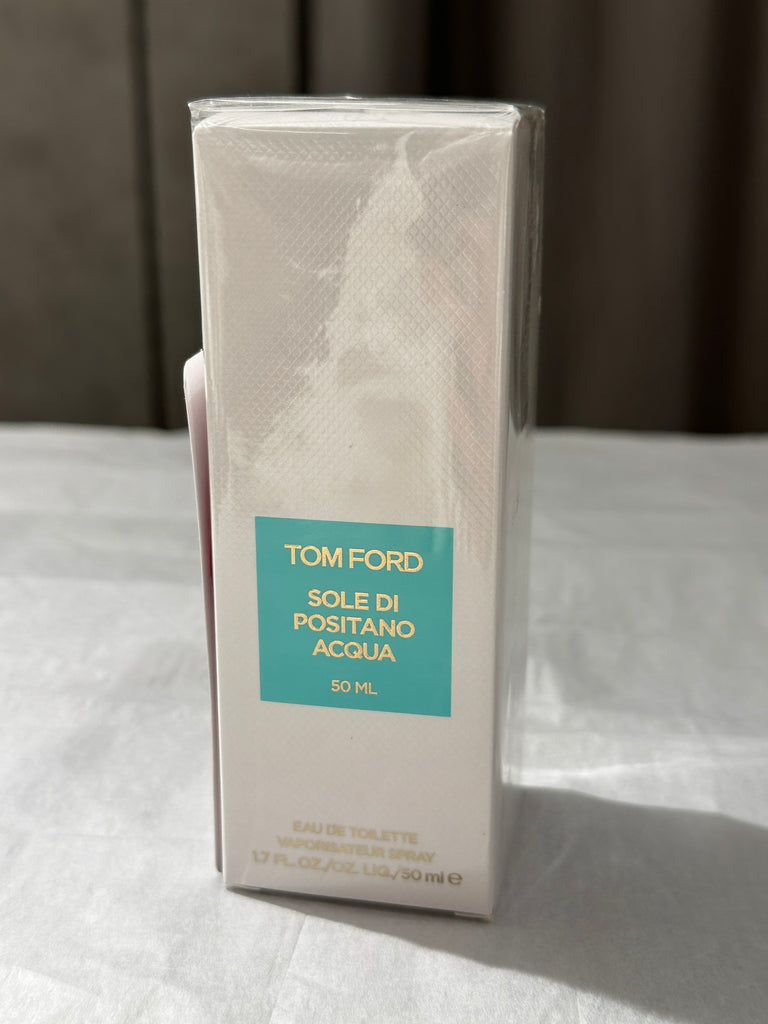 TOM FORD
SOLE DI
POSITANO
ACQUA
50 ML
EAU DE TOILETTE
VAPORISATEUR SPRAY
1.7 FL. OZ./OZ. LIQ./50 ml ℮